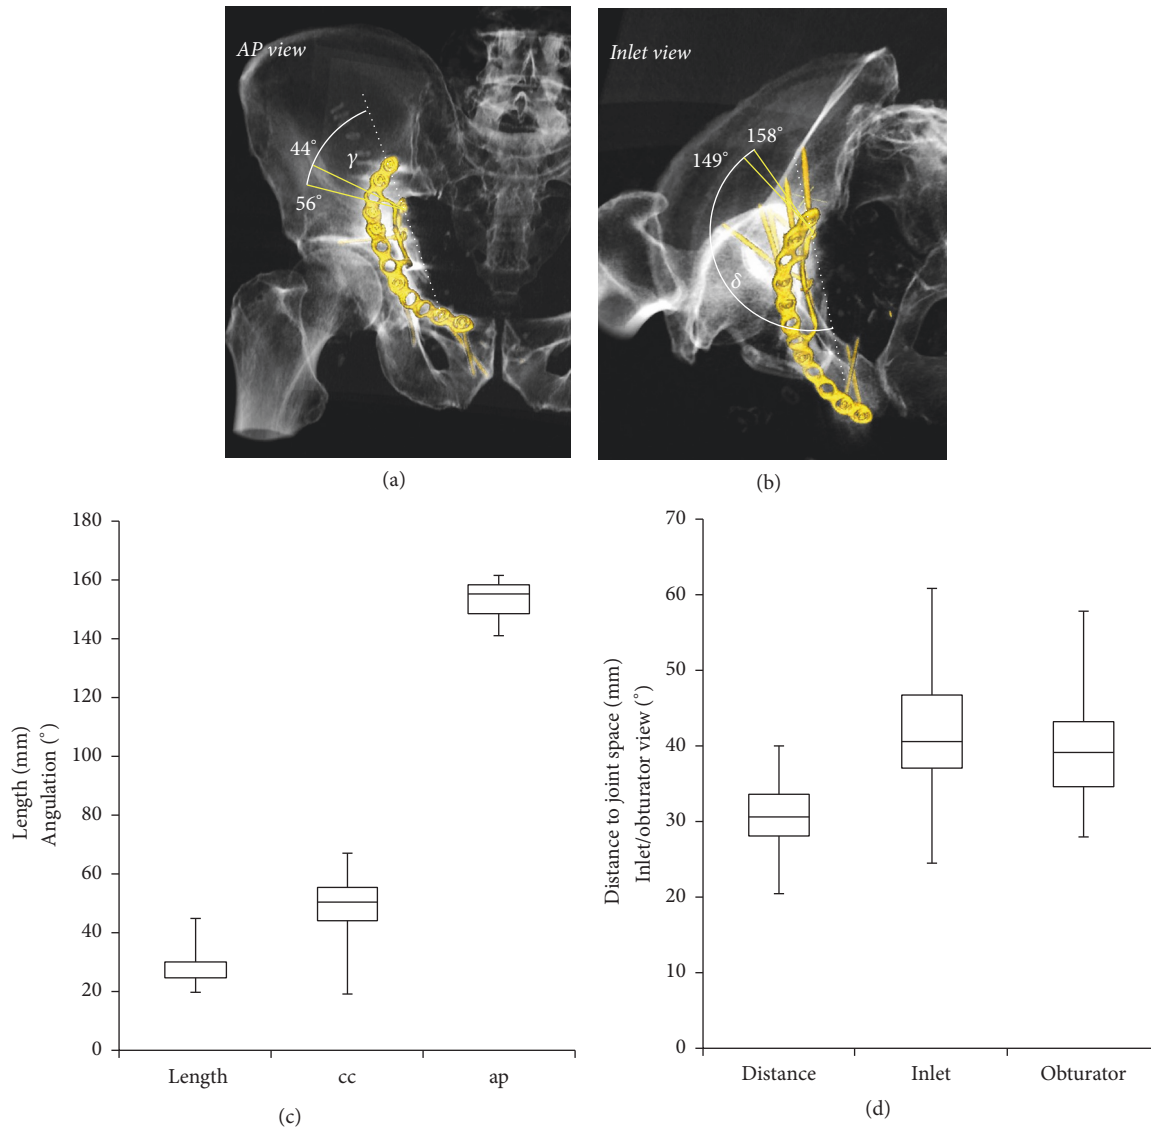 AP view
44°
γ
56°
(a)
Inlet view
158°
149°
δ
(b)
Length (mm)
Angulation (°)
180
160
140
120
100
80
60
40
20
0
Length cc ap
(c)
Distance to joint space (mm)
Inlet/obturator view (°)
70
60
50
40
30
20
10
0
Distance Inlet Obturator
(d)